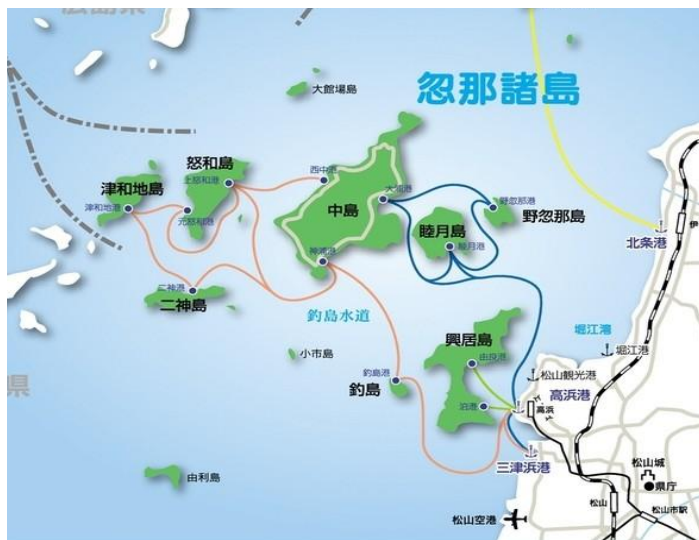 広島県
忽那諸島
大館場島
怒和島
上怒和港
西中港
津和地島
津和地港
元怒和港
中島
大浦港
野忽那港
野忽那島
睦月島
睦月港
北条港
神浦港
二神港
二神島
釣島水道
堀江湾
堀江港
興居島
由良港
小市島
釣島港
釣島
松山観光港
高浜港
高浜
泊港
三津浜港
県
由利島
松山城
県庁
松山
松山市駅
松山空港